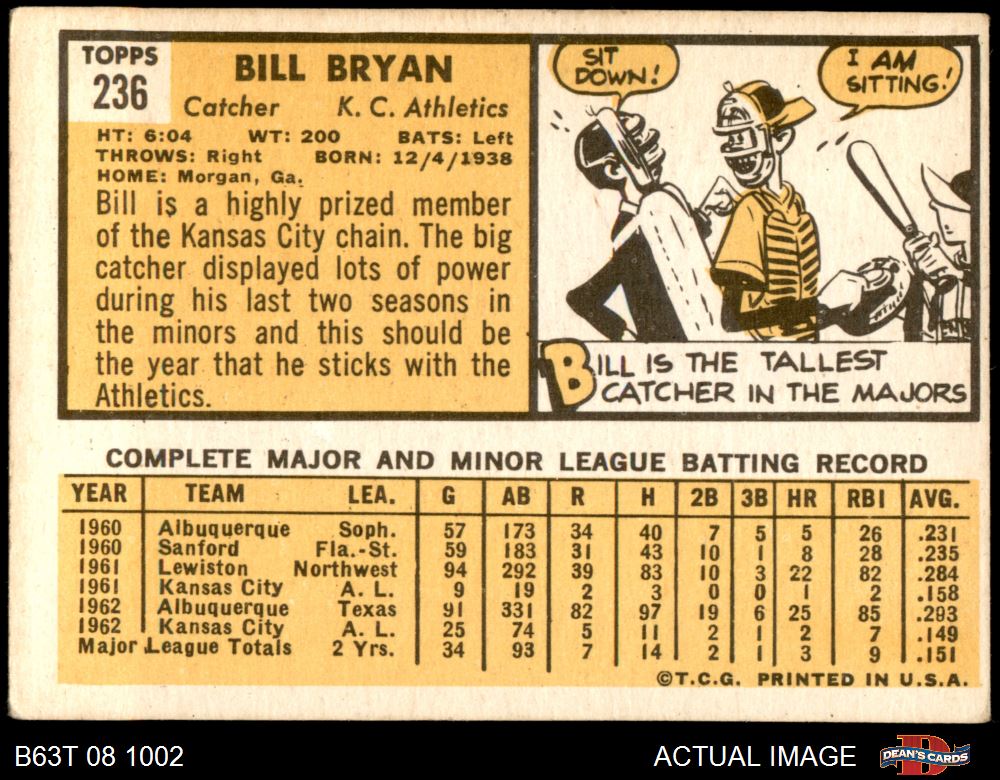 TOPPS
236
BILL BRYAN
Catcher K. C. Athletics
HT: 6:04 WT: 200 BATS: Left
THROWS: Right BORN: 12/4/1938
HOME: Morgan, Ga.
Bill is a highly prized member
of the Kansas City chain. The big
catcher displayed lots of power
during his last two seasons in
the minors and this should be
the year that he sticks with the
Athletics.
SIT
DOWN!
I AM
SITTING!
BILL IS THE TALLEST
CATCHER IN THE MAJORS
COMPLETE MAJOR AND MINOR LEAGUE BATTING RECORD
YEAR TEAM LEA. G AB R H 2B 3B HR RBI AVG.
1960 Albuquerque Soph. 57 173 34 40 7 5 5 26 .231
1960 Sanford Fla.-St. 59 183 31 43 10 1 8 28 .235
1961 Lewiston Northwest 94 292 39 83 10 3 22 82 .284
1961 Kansas City A. L. 9 19 2 3 0 0 1 2 .158
1962 Albuquerque Texas 91 331 82 97 19 6 25 85 .293
1962 Kansas City A. L. 25 74 5 11 2 1 2 7 .149
Major League Totals 2 Yrs. 34 93 7 14 2 1 3 9 .151
©T.C.G. PRINTED IN U.S.A.
B63T 08 1002 ACTUAL IMAGE DEAN'S CARDS